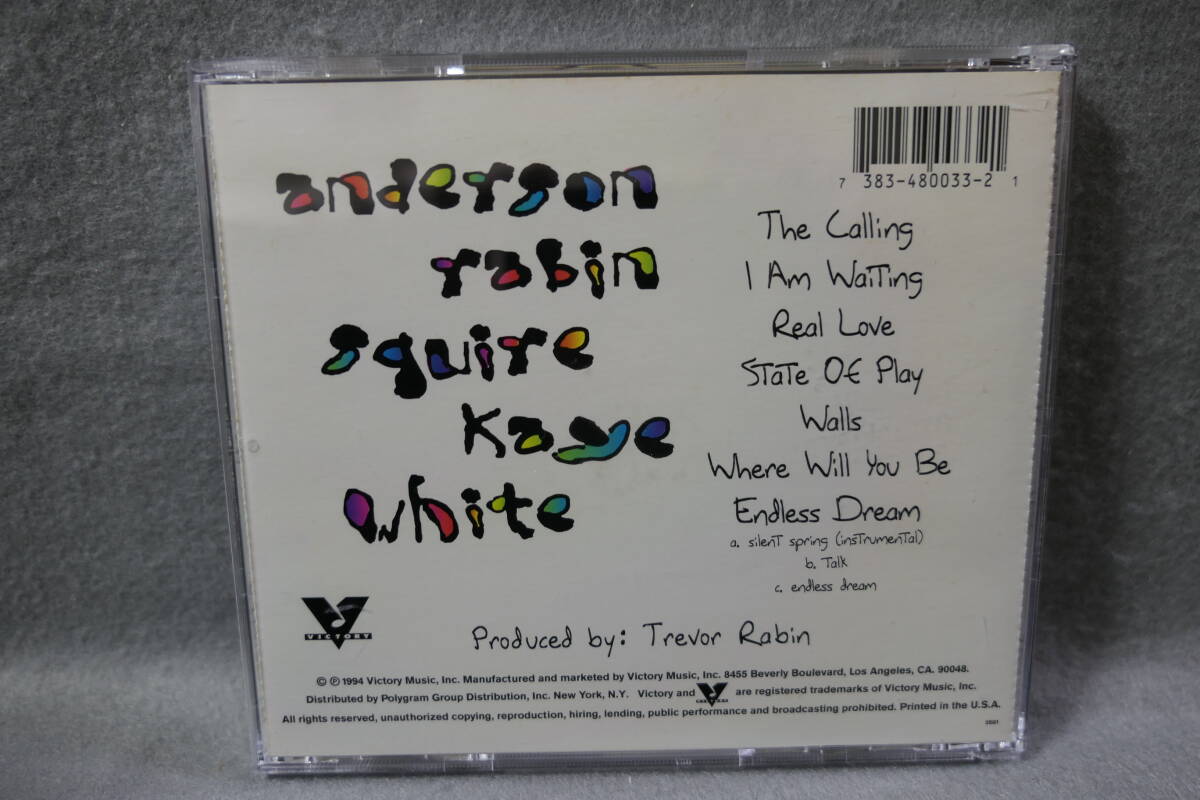 anderson
rabin
squire
kaye
white
7 383-480033-2 1
The Calling
I Am Waiting
Real Love
State Of Play
Walls
Where Will You Be
Endless Dream
a. silent spring (instrumental)
b. Talk
c. endless dream
VICTORY
Produced by: Trevor Rabin
© ℗ 1994 Victory Music, Inc. Manufactured and marketed by Victory Music, Inc. 8455 Beverly Boulevard, Los Angeles, CA. 90048.
Distributed by Polygram Group Distribution, Inc. New York, N.Y. Victory and are registered trademarks of Victory Music, Inc.
All rights reserved, unauthorized copying, reproduction, hiring, lending, public performance and broadcasting prohibited. Printed in the U.S.A.